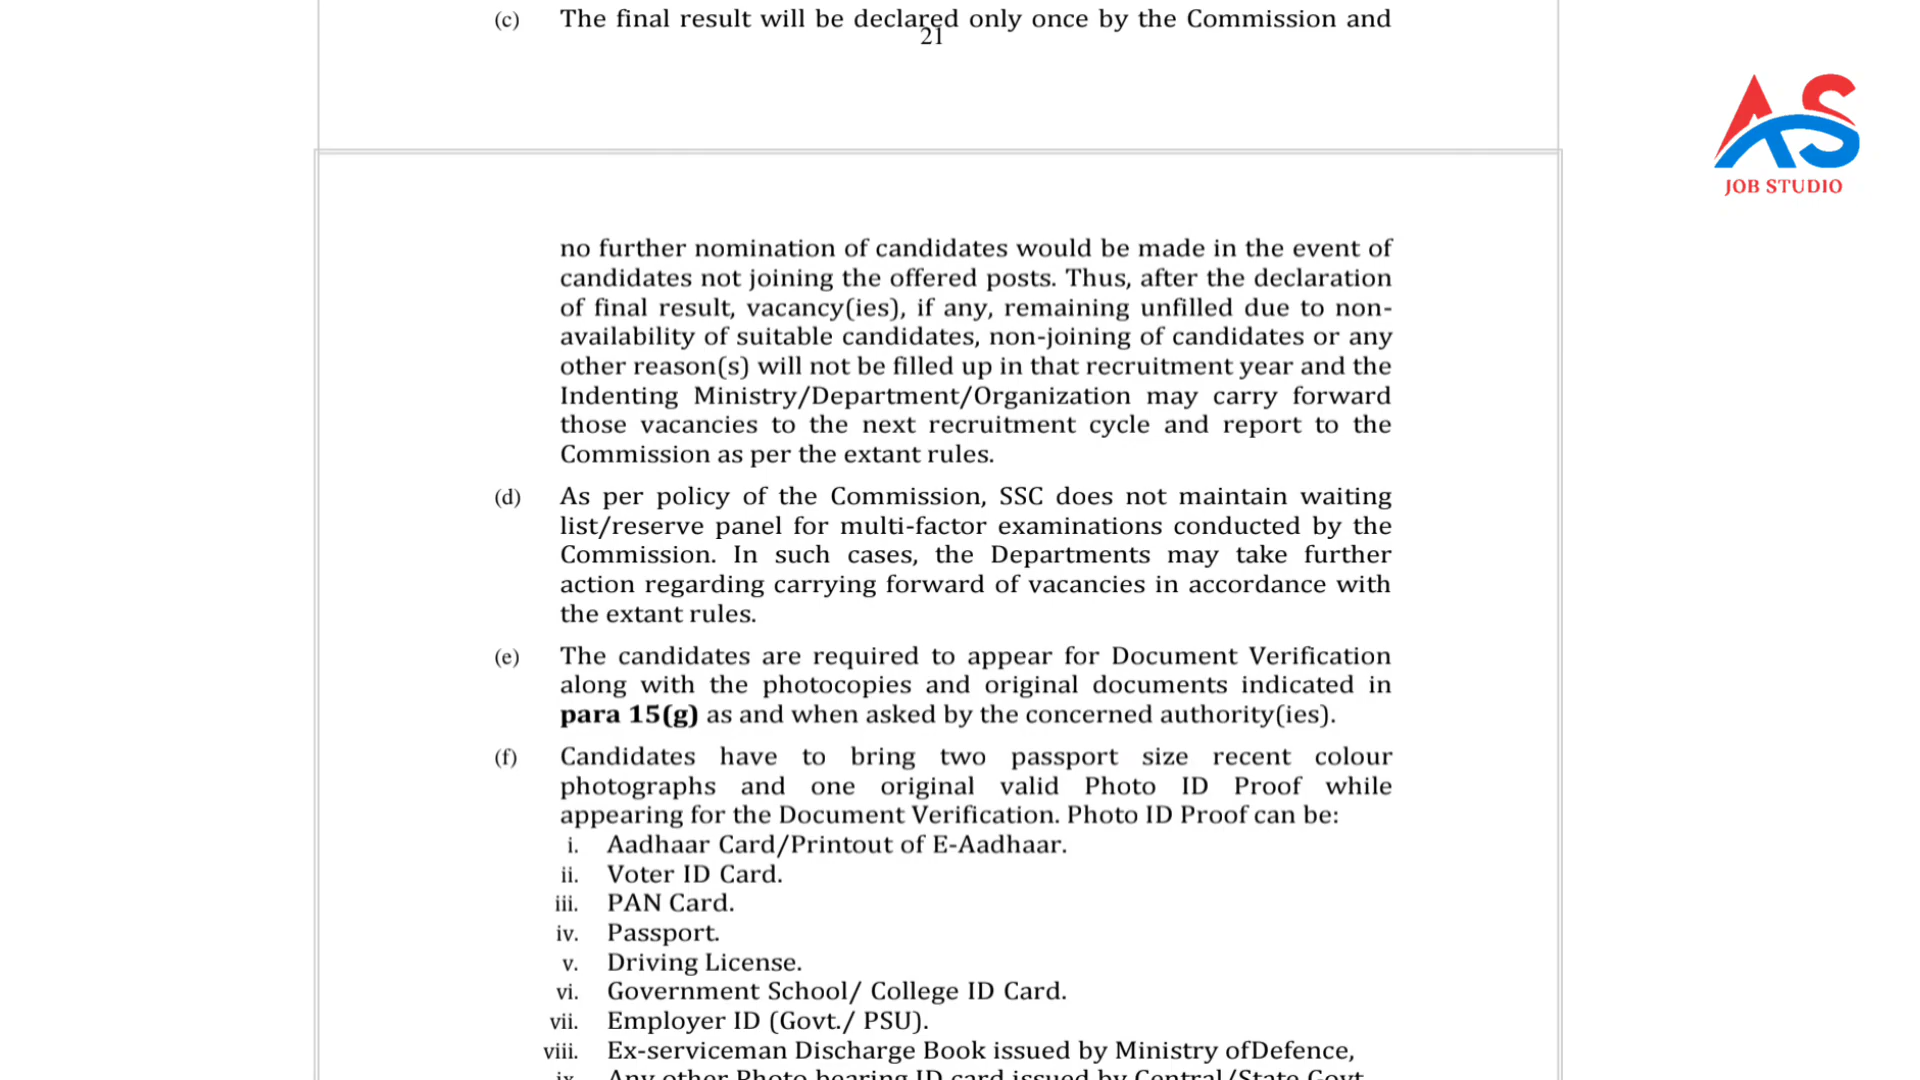 (c) The final result will be declared only once by the Commission and
21
AS
JOB STUDIO
no further nomination of candidates would be made in the event of
candidates not joining the offered posts. Thus, after the declaration
of final result, vacancy(ies), if any, remaining unfilled due to non-
availability of suitable candidates, non-joining of candidates or any
other reason(s) will not be filled up in that recruitment year and the
Indenting Ministry/Department/Organization may carry forward
those vacancies to the next recruitment cycle and report to the
Commission as per the extant rules.
(d) As per policy of the Commission, SSC does not maintain waiting
list/reserve panel for multi-factor examinations conducted by the
Commission. In such cases, the Departments may take further
action regarding carrying forward of vacancies in accordance with
the extant rules.
(e) The candidates are required to appear for Document Verification
along with the photocopies and original documents indicated in
para 15(g) as and when asked by the concerned authority(ies).
(f) Candidates have to bring two passport size recent colour
photographs and one original valid Photo ID Proof while
appearing for the Document Verification. Photo ID Proof can be:
i. Aadhaar Card/Printout of E-Aadhaar.
ii. Voter ID Card.
iii. PAN Card.
iv. Passport.
v. Driving License.
vi. Government School/ College ID Card.
vii. Employer ID (Govt./ PSU).
viii. Ex-serviceman Discharge Book issued by Ministry ofDefence,
ix. Any other Photo bearing ID card issued by Central/State Govt.